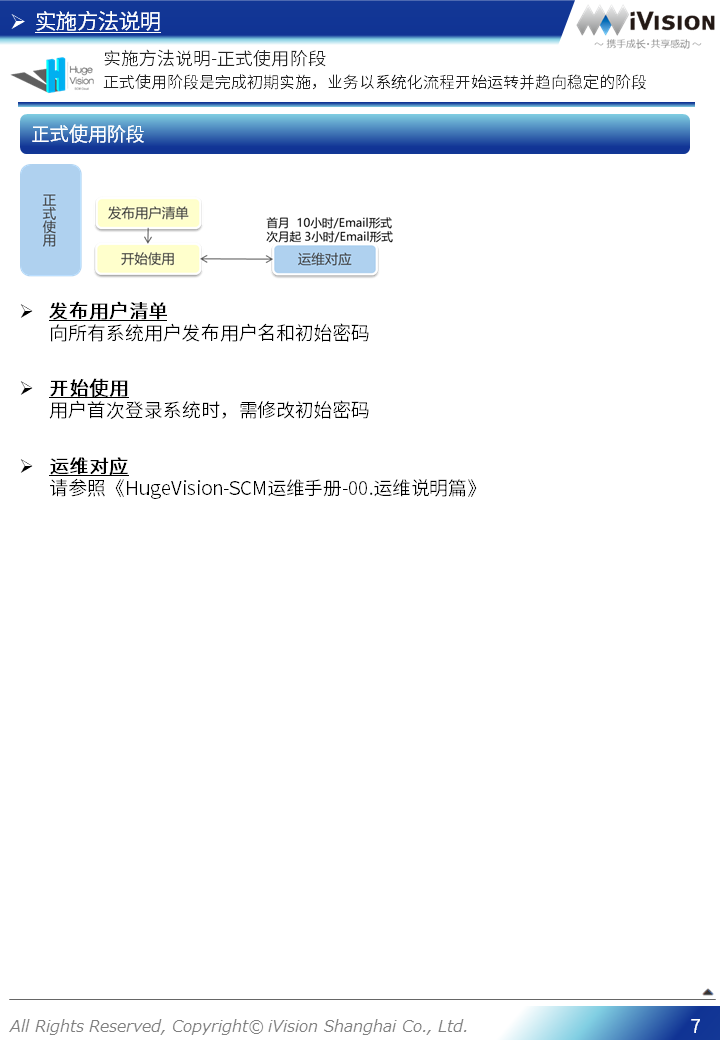 实施方法说明
iVISION
～携手成长·共享感动～
Huge
Vision
实施方法说明-正式使用阶段
正式使用阶段是完成初期实施，业务以系统化流程开始运转并趋向稳定的阶段
正式使用阶段
正式使用
发布用户清单
首月 10小时/Email形式
次月起 3小时/Email形式
开始使用
运维对应
发布用户清单
向所有系统用户发布用户名和初始密码
开始使用
用户首次登录系统时，需修改初始密码
运维对应
请参照《HugeVision-SCM运维手册-00.运维说明篇》
All Rights Reserved, Copyright© iVision Shanghai Co., Ltd.
7